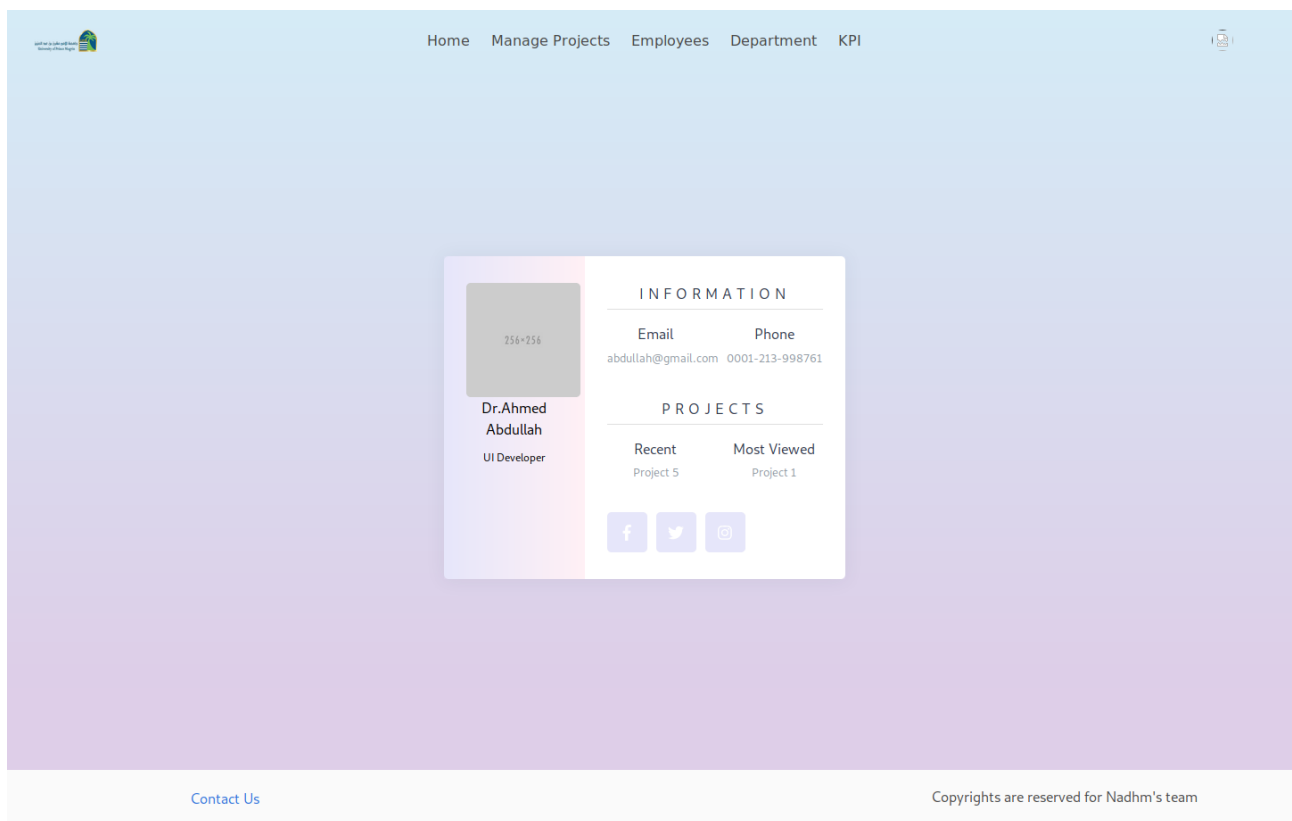 Home Manage Projects Employees Department KPI
256×256
Dr.Ahmed
Abdullah
UI Developer
INFORMATION
Email Phone
abdullah@gmail.com 0001-213-998761
PROJECTS
Recent Most Viewed
Project 5 Project 1
Contact Us
Copyrights are reserved for Nadhm's team